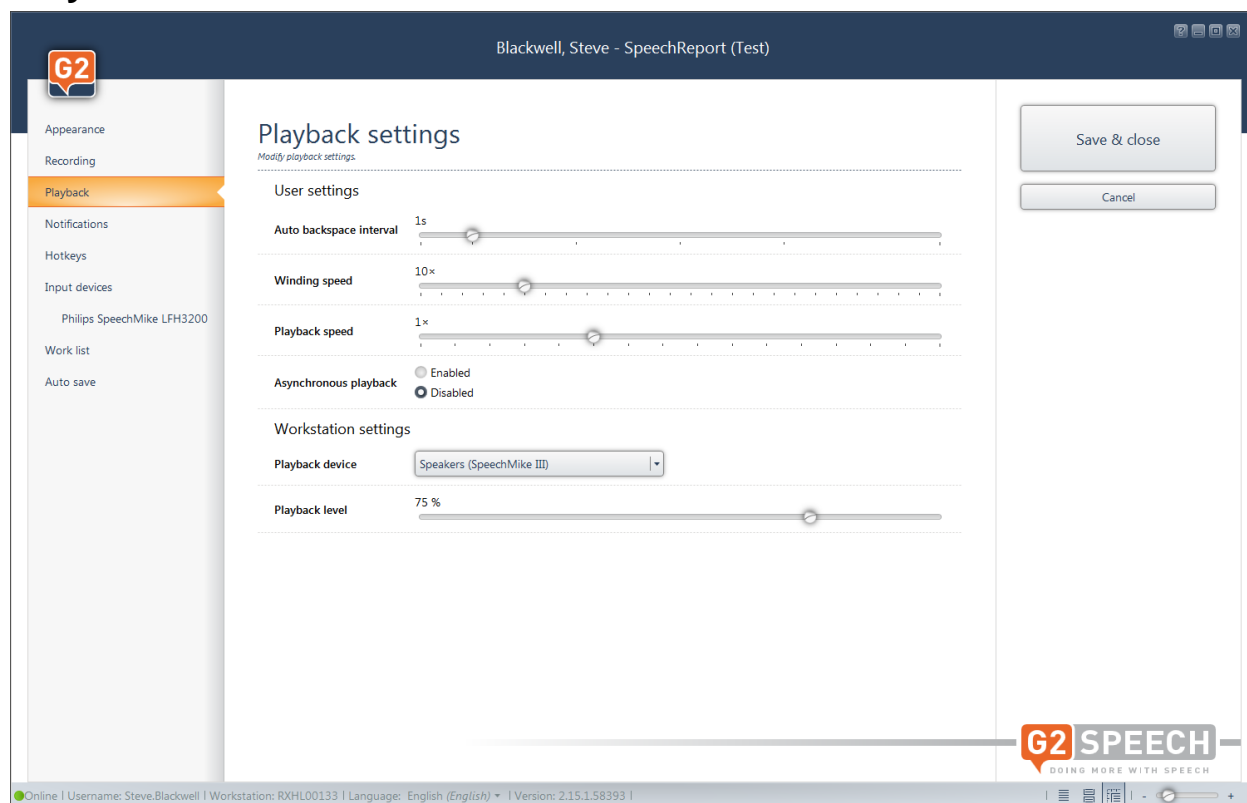 Blackwell, Steve - SpeechReport (Test)
G2
Appearance
Recording
Playback
Notifications
Hotkeys
Input devices
Philips SpeechMike LFH3200
Work list
Auto save
Playback settings
Modify playback settings.
User settings
Auto backspace interval
1s
Winding speed
10×
Playback speed
1×
Asynchronous playback
Enabled
Disabled
Workstation settings
Playback device
Speakers (SpeechMike III)
Playback level
75 %
Save & close
Cancel
G2 SPEECH
DOING MORE WITH SPEECH
Online | Username: Steve.Blackwell | Workstation: RXHL00133 | Language: English (English) | Version: 2.15.1.58393 |